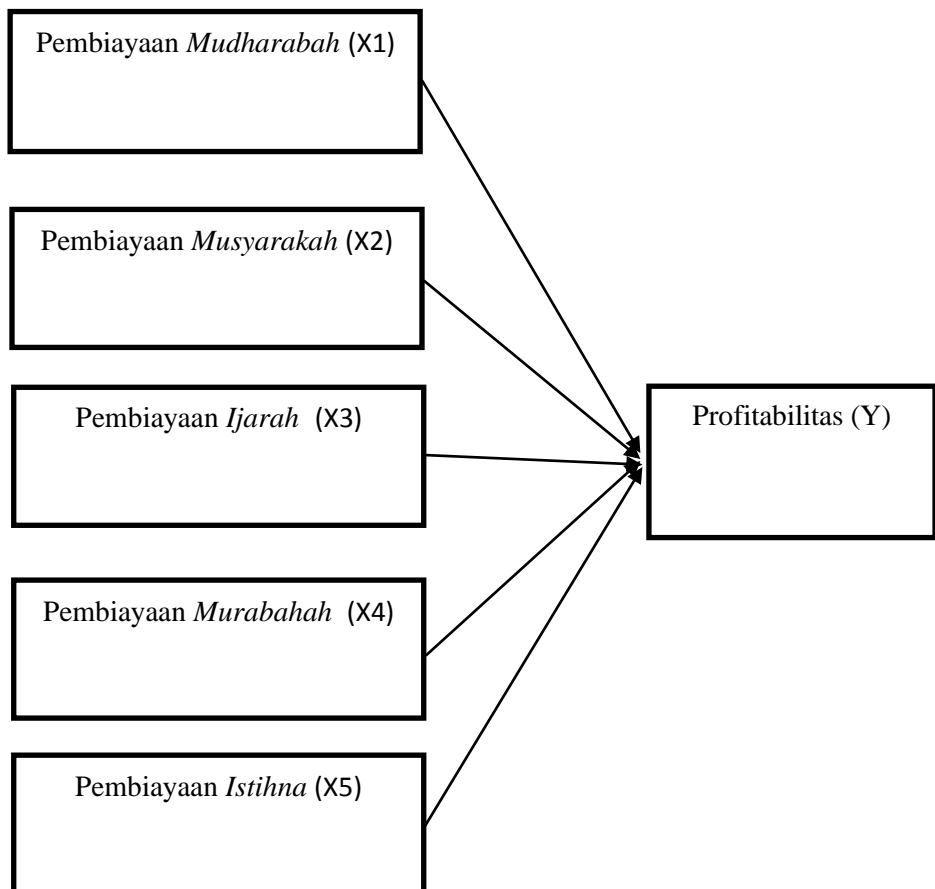 Pembiayaan Mudharabah (X1)
Pembiayaan Musyarakah (X2)
Pembiayaan Ijarah (X3)
Profitabilitas (Y)
Pembiayaan Murabahah (X4)
Pembiayaan Istihna (X5)